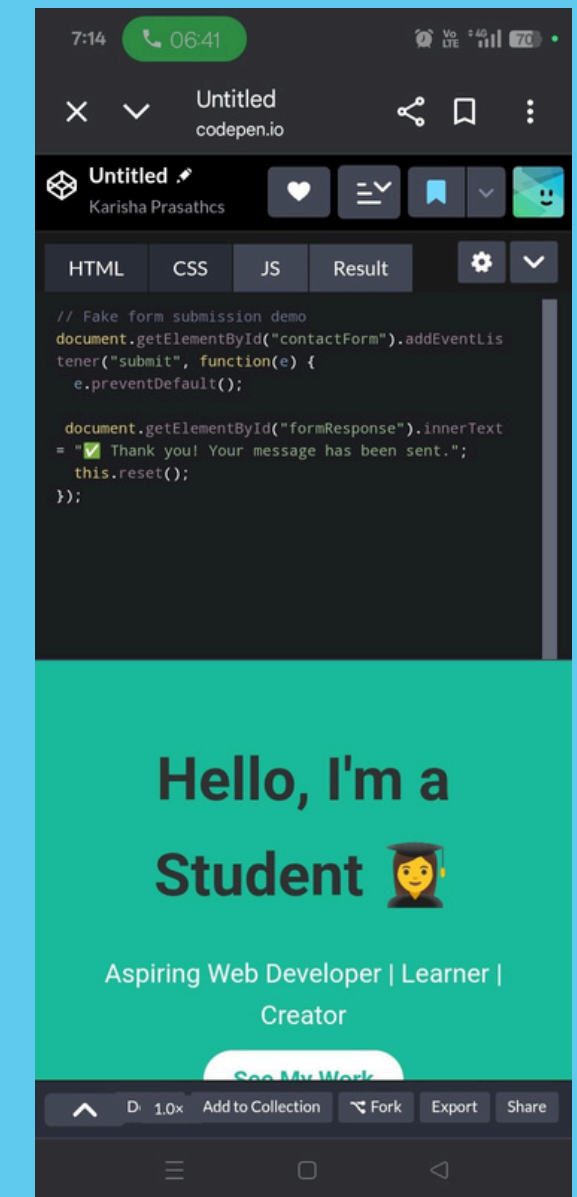 7:14 06:41 Vo LTE 4G 70
Untitled
codepen.io
Untitled
Karisha Prasathcs
HTML CSS JS Result
// Fake form submission demo
document.getElementById("contactForm").addEventLis
tener("submit", function(e) {
e.preventDefault();
document.getElementById("formResponse").innerText
= "✅ Thank you! Your message has been sent.";
this.reset();
});
Hello, I'm a
Student 👩‍🎓
Aspiring Web Developer | Learner |
Creator
See My Work
1.0× Add to Collection Fork Export Share